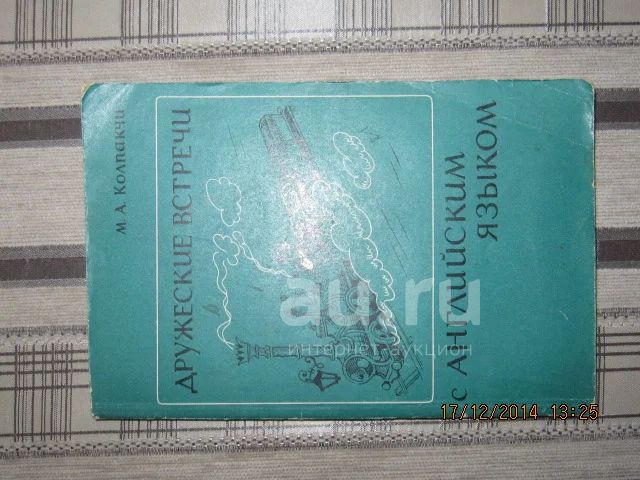 М. А. Колпакчи
ДРУЖЕСКИЕ ВСТРЕЧИ
с Английским
языком
au.ru
интернет-аукцион
17/12/2014 13:25